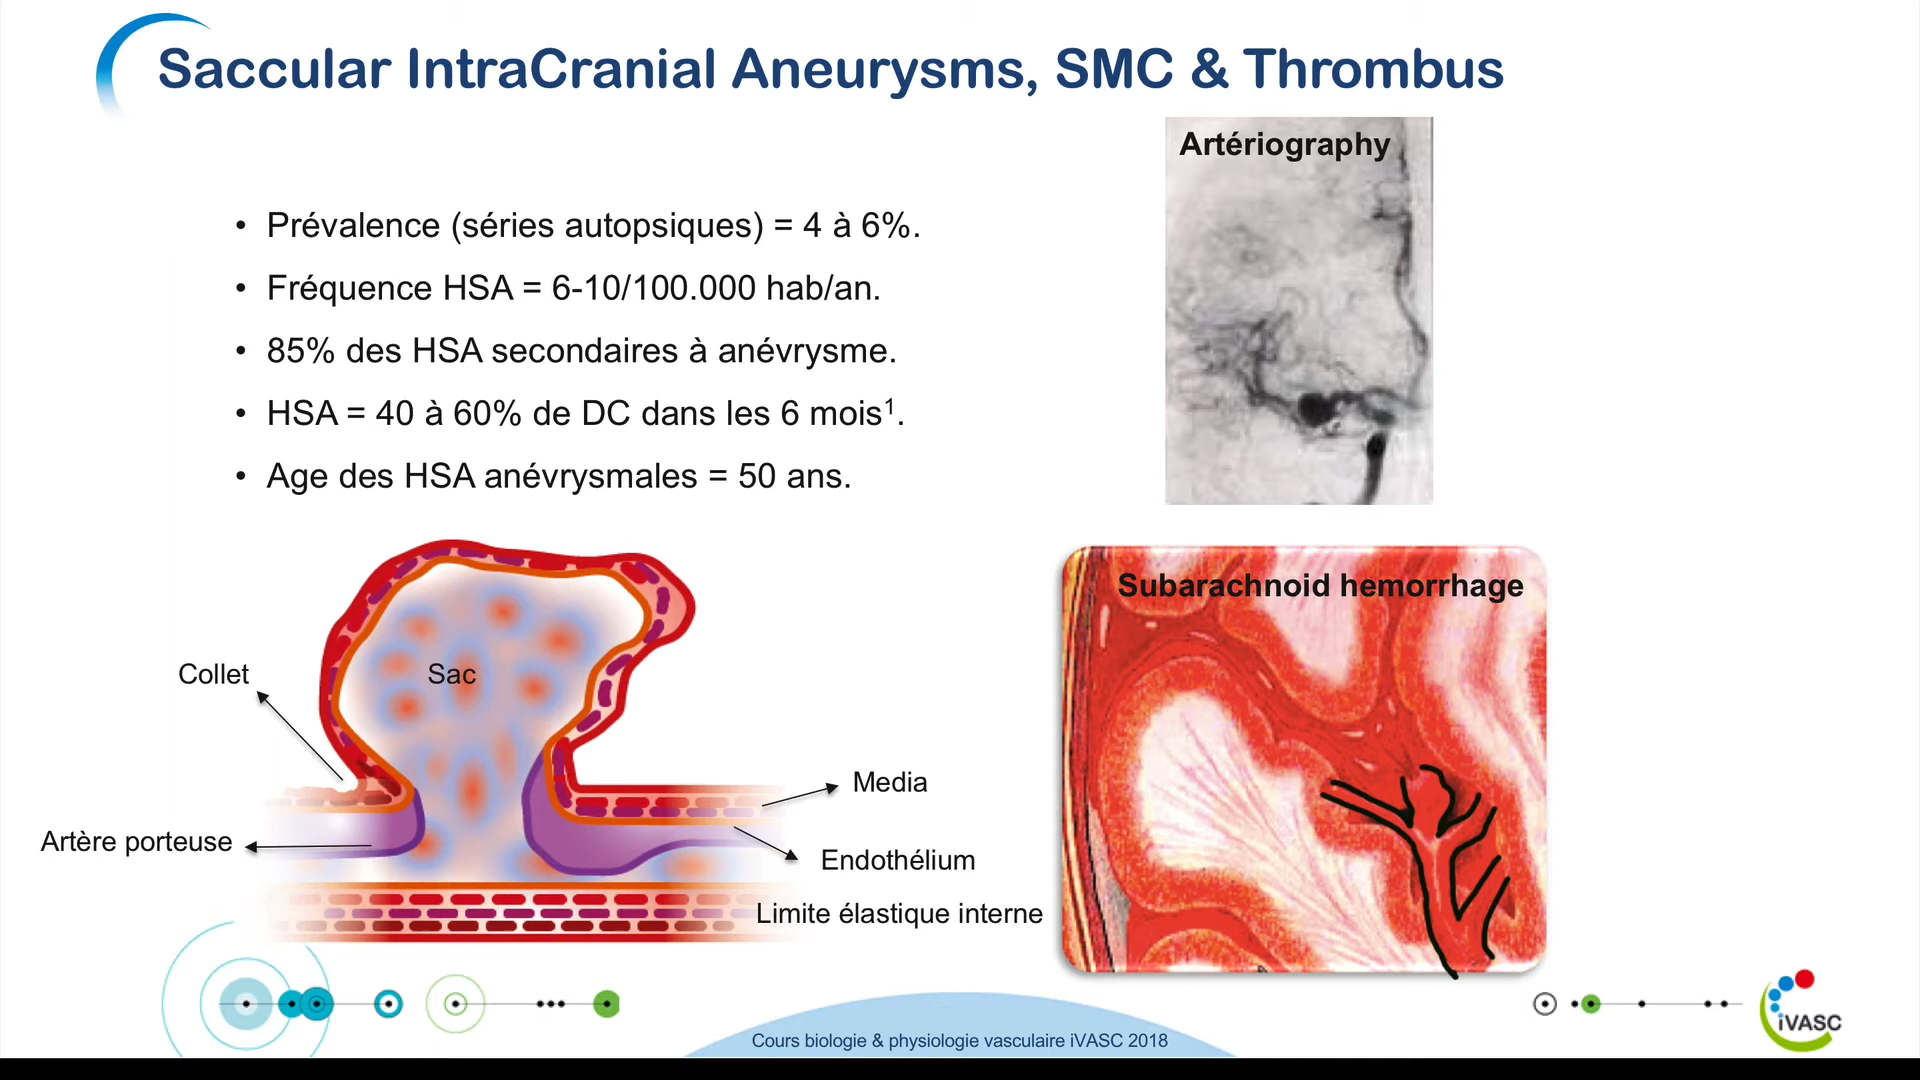 Saccular IntraCranial Aneurysms, SMC & Thrombus
Artériography
• Prévalence (séries autopsiques) = 4 à 6%.
• Fréquence HSA = 6-10/100.000 hab/an.
• 85% des HSA secondaires à anévrysme.
• HSA = 40 à 60% de DC dans les 6 mois¹.
• Age des HSA anévrysmales = 50 ans.
Subarachnoid hemorrhage
Collet
Sac
Media
Artère porteuse
Endothélium
Limite élastique interne
iVASC
Cours biologie & physiologie vasculaire iVASC 2018